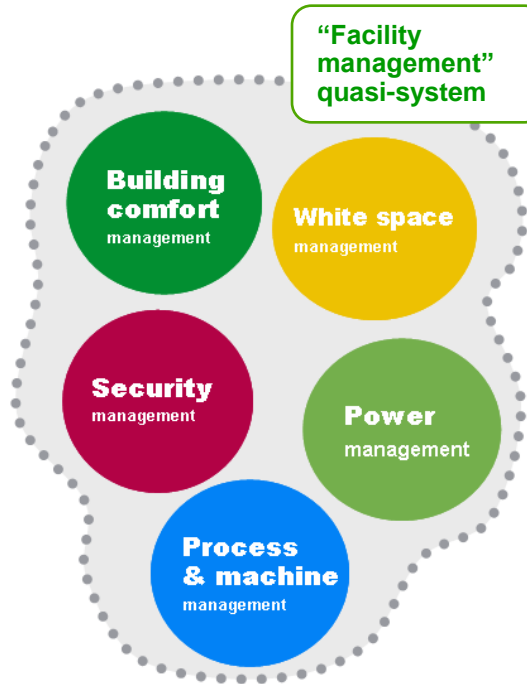 “Facility
management”
quasi-system
Building
comfort
management
White space
management
Security
management
Power
management
Process
& machine
management